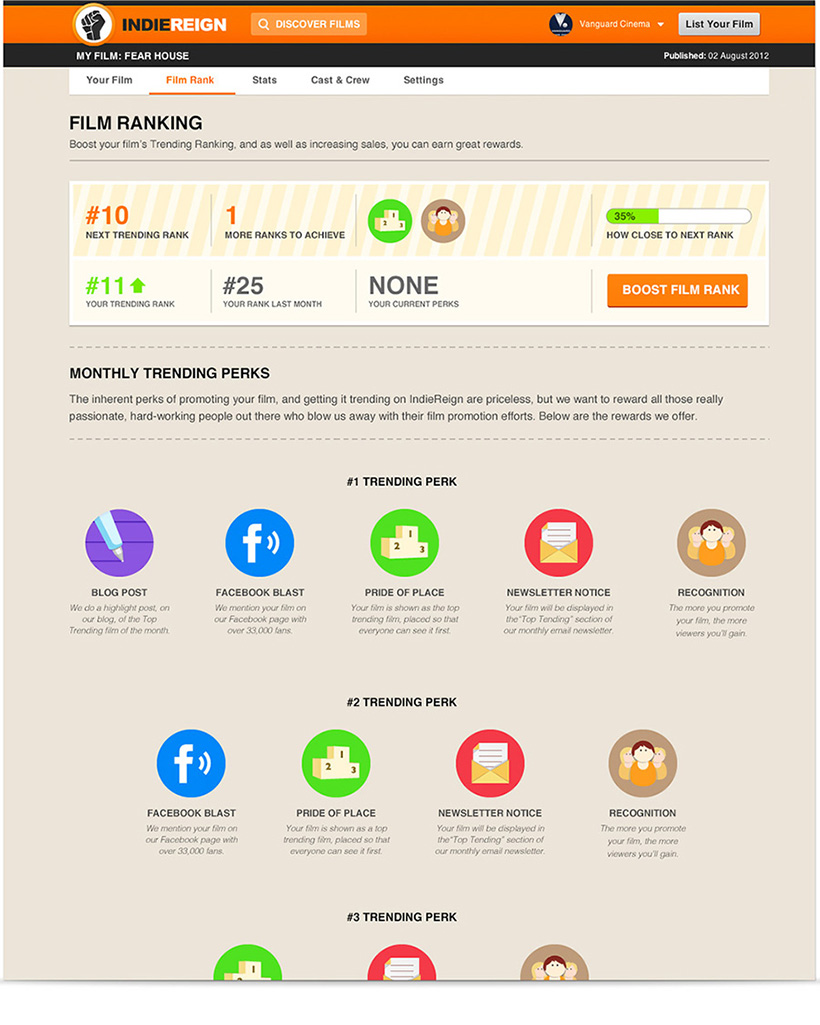 INDIEREIGN
DISCOVER FILMS
Vanguard Cinema
List Your Film
MY FILM: FEAR HOUSE
Published: 02 August 2012
Your Film
Film Rank
Stats
Cast & Crew
Settings
FILM RANKING
Boost your film's Trending Ranking, and as well as increasing sales, you can earn great rewards.
#10
NEXT TRENDING RANK
1
MORE RANKS TO ACHIEVE
1
2
3
35%
HOW CLOSE TO NEXT RANK
#11
YOUR TRENDING RANK
#25
YOUR RANK LAST MONTH
NONE
YOUR CURRENT PERKS
BOOST FILM RANK
MONTHLY TRENDING PERKS
The inherent perks of promoting your film, and getting it trending on IndieReign are priceless, but we want to reward all those really
passionate, hard-working people out there who blow us away with their film promotion efforts. Below are the rewards we offer.
#1 TRENDING PERK
f
1
2
3
BLOG POST
We do a highlight post, on
our blog, of the Top
Trending film of the month.
FACEBOOK BLAST
We mention your film on
our Facebook page with
over 33,000 fans.
PRIDE OF PLACE
Your film is shown as the top
trending film, placed so that
everyone can see it first.
NEWSLETTER NOTICE
Your film will be displayed in
the"Top Tending" section of
our monthly email newsletter.
RECOGNITION
The more you promote
your film, the more
viewers you'll gain.
#2 TRENDING PERK
f
1
2
3
FACEBOOK BLAST
We mention your film on
our Facebook page with
over 33,000 fans.
PRIDE OF PLACE
Your film is shown as a top
trending film, placed so that
everyone can see it first.
NEWSLETTER NOTICE
Your film will be displayed in
the"Top Tending" section of
our monthly email newsletter.
RECOGNITION
The more you promote
your film, the more
viewers you'll gain.
#3 TRENDING PERK
1